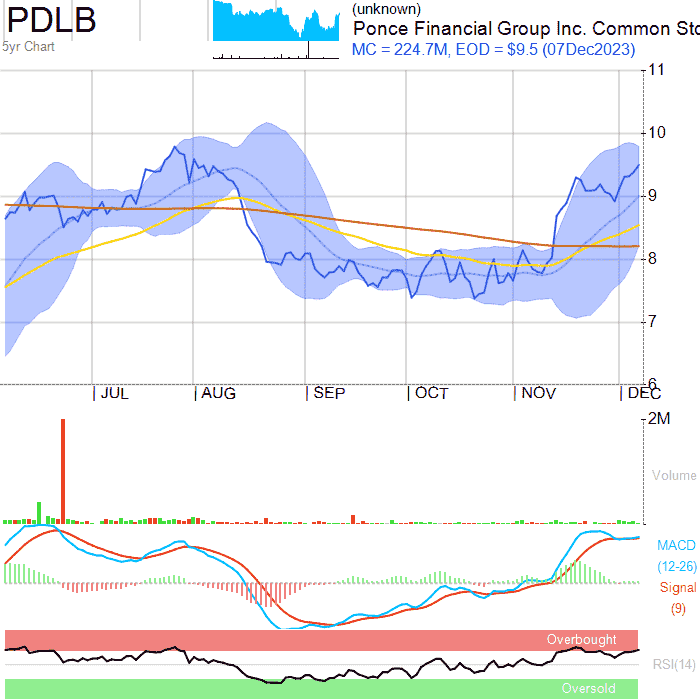 PDLB
5yr Chart
(unknown)
Ponce Financial Group Inc. Common Sto
MC = 224.7M, EOD = $9.5 (07Dec2023)
11
10
9
8
7
6
JUL AUG SEP OCT NOV DEC
2M
Volume
MACD
(12-26)
Signal
(9)
Overbought
RSI(14)
Oversold